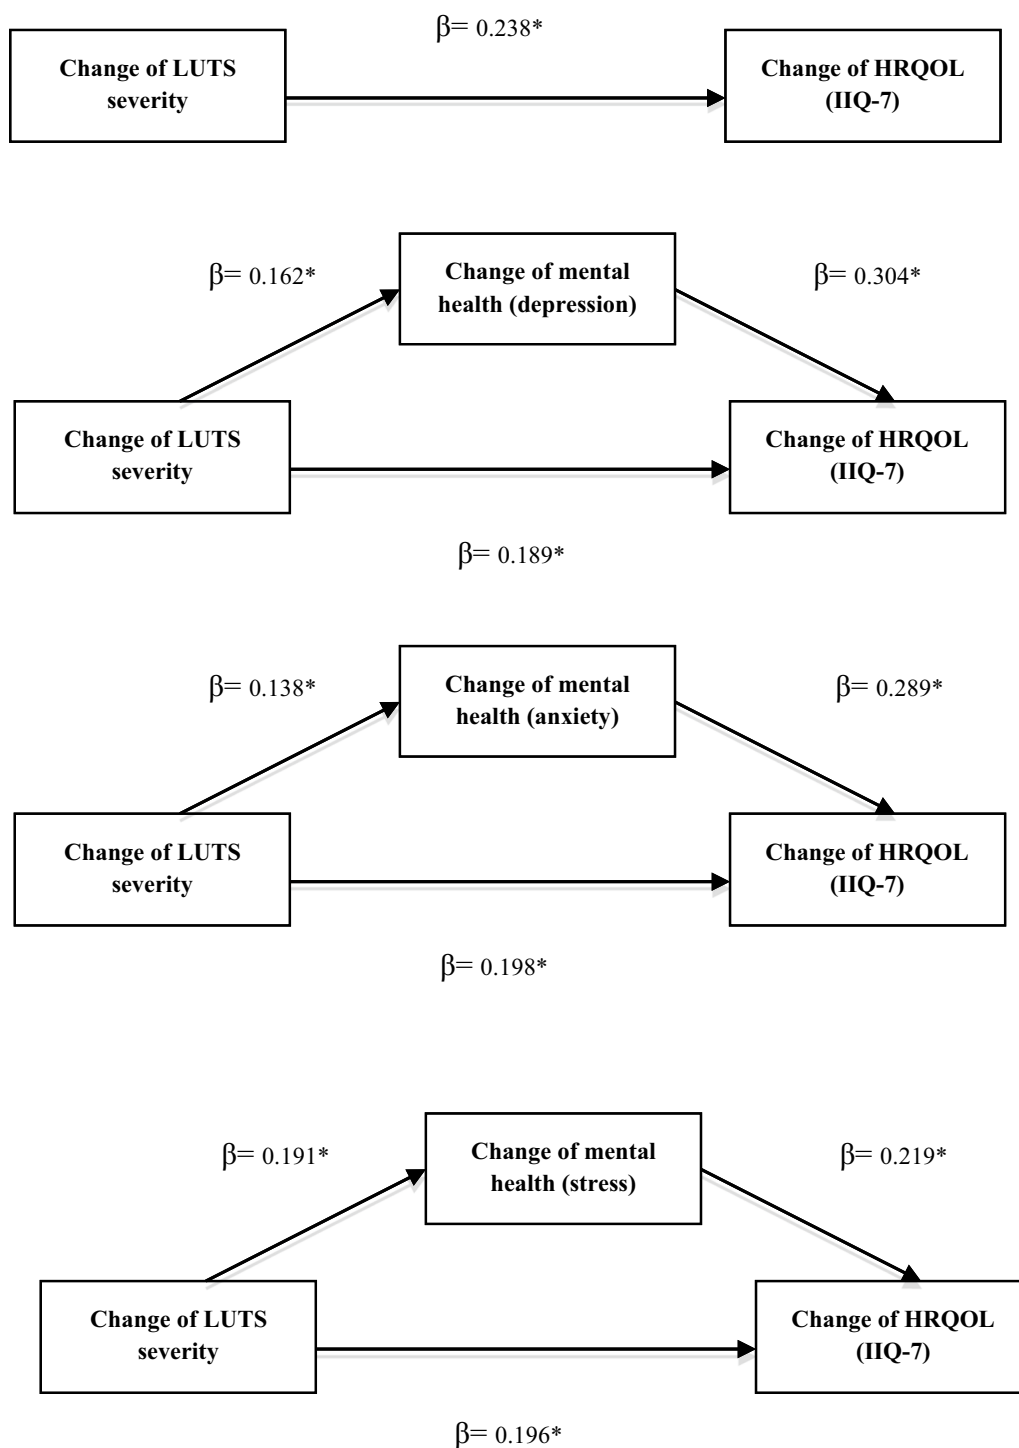 β= 0.238*
Change of LUTS
severity
Change of HRQOL
(IIQ-7)
β= 0.162*
Change of mental
health (depression)
β= 0.304*
Change of LUTS
severity
Change of HRQOL
(IIQ-7)
β= 0.189*
β= 0.138*
Change of mental
health (anxiety)
β= 0.289*
Change of LUTS
severity
Change of HRQOL
(IIQ-7)
β= 0.198*
β= 0.191*
Change of mental
health (stress)
β= 0.219*
Change of LUTS
severity
Change of HRQOL
(IIQ-7)
β= 0.196*